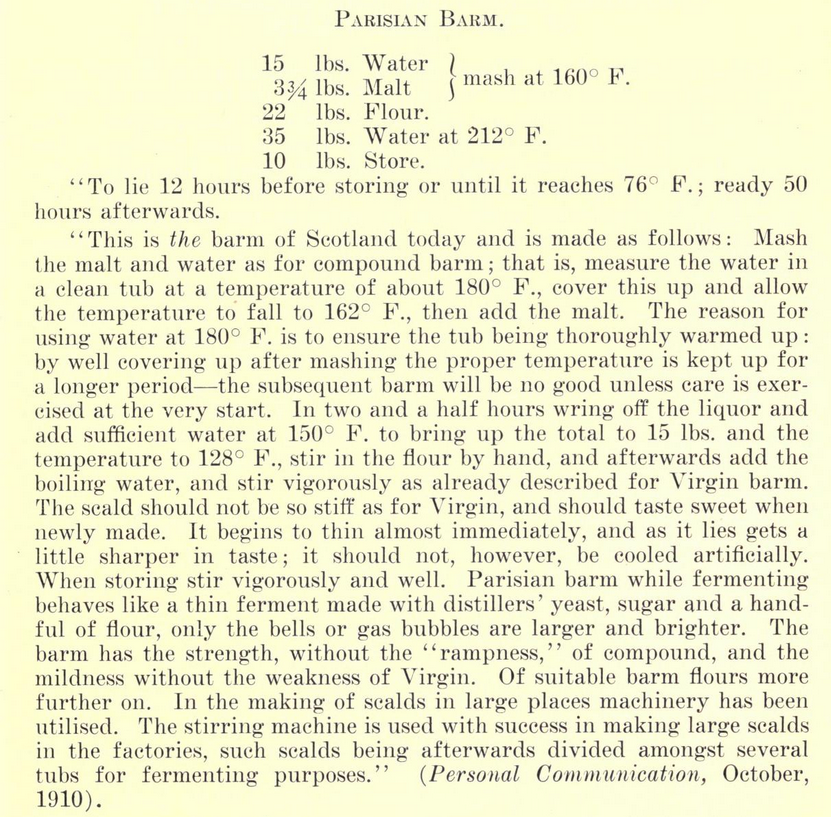 PARISIAN BARM.
15 lbs. Water
3¾ lbs. Malt } mash at 160° F.
22 lbs. Flour.
35 lbs. Water at 212° F.
10 lbs. Store.
“To lie 12 hours before storing or until it reaches 76° F.; ready 50
hours afterwards.
“This is the barm of Scotland today and is made as follows: Mash
the malt and water as for compound barm; that is, measure the water in
a clean tub at a temperature of about 180° F., cover this up and allow
the temperature to fall to 162° F., then add the malt. The reason for
using water at 180° F. is to ensure the tub being thoroughly warmed up:
by well covering up after mashing the proper temperature is kept up for
a longer period—the subsequent barm will be no good unless care is exer-
cised at the very start. In two and a half hours wring off the liquor and
add sufficient water at 150° F. to bring up the total to 15 lbs. and the
temperature to 128° F., stir in the flour by hand, and afterwards add the
boiling water, and stir vigorously as already described for Virgin barm.
The scald should not be so stiff as for Virgin, and should taste sweet when
newly made. It begins to thin almost immediately, and as it lies gets a
little sharper in taste; it should not, however, be cooled artificially.
When storing stir vigorously and well. Parisian barm while fermenting
behaves like a thin ferment made with distillers’ yeast, sugar and a hand-
ful of flour, only the bells or gas bubbles are larger and brighter. The
barm has the strength, without the “rampness,” of compound, and the
mildness without the weakness of Virgin. Of suitable barm flours more
further on. In the making of scalds in large places machinery has been
utilised. The stirring machine is used with success in making large scalds
in the factories, such scalds being afterwards divided amongst several
tubs for fermenting purposes.” (Personal Communication, October,
1910).